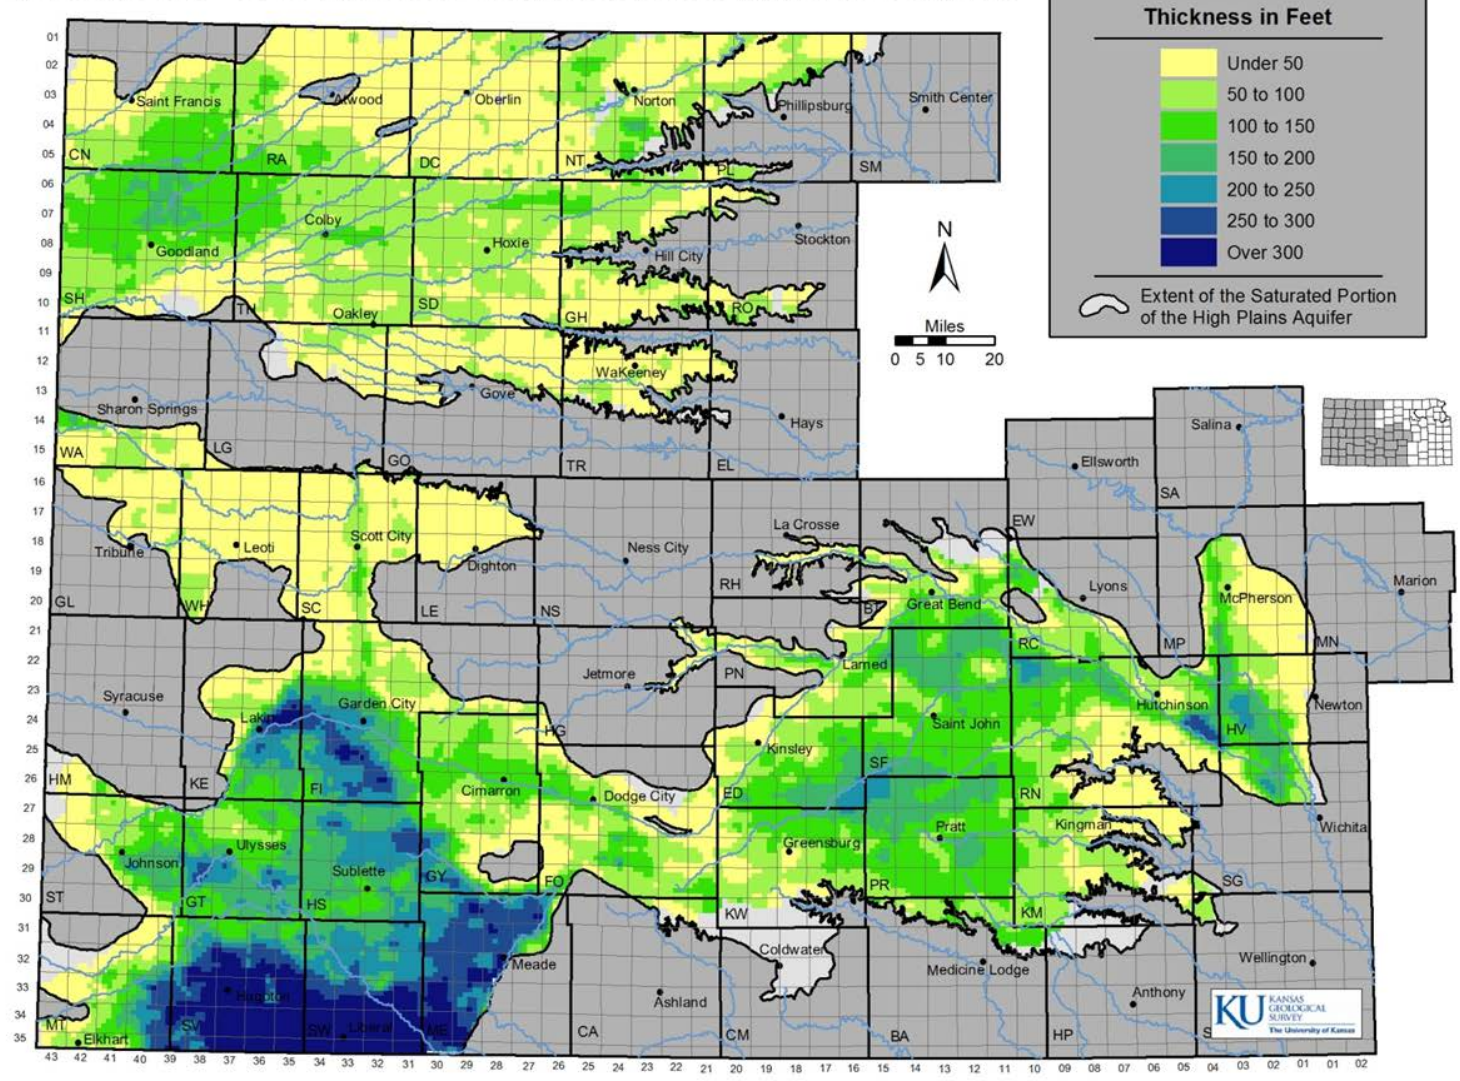 Thickness in Feet
Under 50
50 to 100
100 to 150
150 to 200
200 to 250
250 to 300
Over 300
Extent of the Saturated Portion
of the High Plains Aquifer
N
Miles
0 5 10 20
01
02
03
04
05
06
07
08
09
10
11
12
13
14
15
16
17
18
19
20
21
22
23
24
25
26
27
28
29
30
31
32
33
34
35
Saint Francis
Atwood
Oberlin
Norton
Phillipsburg
Smith Center
CN
RA
DC
NT
PL
SM
Colby
Goodland
Hoxie
Hill City
Stockton
SH
TH
Oakley
SD
GH
RO
WaKeeney
Gove
Sharon Springs
Hays
WA
LG
GO
TR
EL
Salina
Ellsworth
SA
EW
Tribune
Leoti
Scott City
Dighton
Ness City
La Crosse
Lyons
McPherson
Marion
GL
WH
SC
LE
NS
RH
BT
Great Bend
RC
MP
MN
Syracuse
Lakin
Garden City
Jetmore
PN
Larned
Saint John
Hutchinson
Newton
HV
HG
Kinsley
HM
KE
FI
Cimarron
Dodge City
ED
SF
RN
Wichita
Johnson
Ulysses
Sublette
Greensburg
Pratt
Kingman
ST
GT
HS
GY
FO
KW
PR
KM
SG
Hugoton
Liberal
Meade
Coldwater
Medicine Lodge
Wellington
Ashland
Anthony
MT
Elkhart
SV
SW
ME
CA
CM
BA
HP
S
KU KANSAS
GEOLOGICAL
SURVEY
The University of Kansas
43 42 41 40 39 38 37 36 35 34 33 32 31 30 29 28 27 26 25 24 23 22 21 20 19 18 17 16 15 14 13 12 11 10 09 08 07 06 05 04 03 02 01 01 02